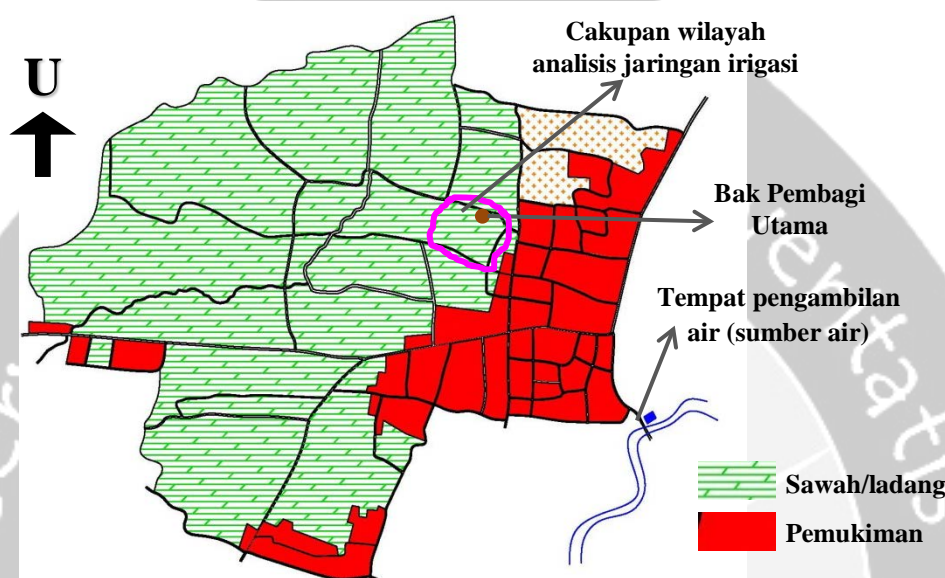 Cakupan wilayah
analisis jaringan irigasi
U
Bak Pembagi
Utama
Tempat pengambilan
air (sumber air)
Sawah/ladang
Pemukiman